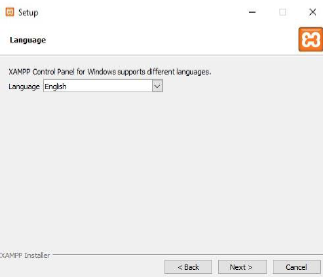 Setup
Language
XAMPP Control Panel for Windows supports different languages.
Language English
XAMPP Installer
< Back Next > Cancel